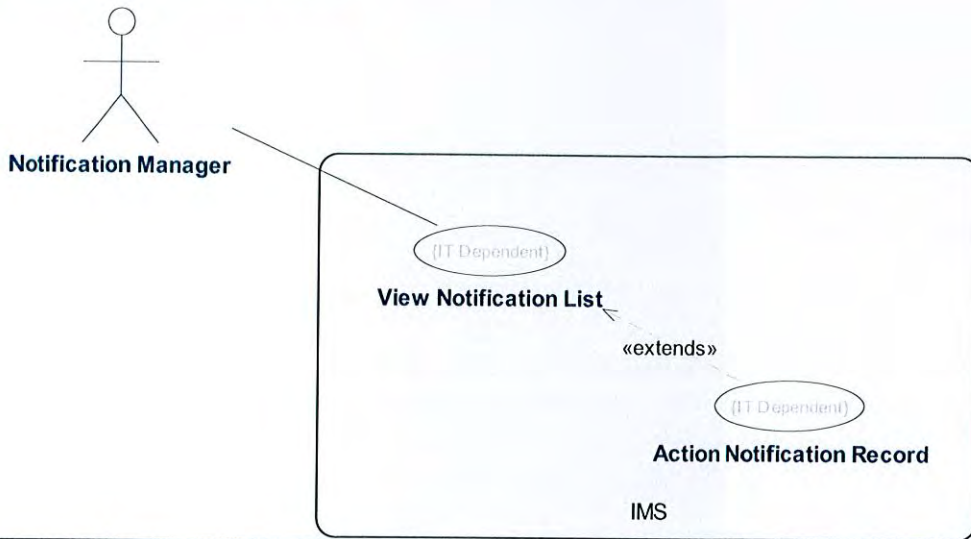 Notification Manager
{IT Dependent}
View Notification List
«extends»
{IT Dependent}
Action Notification Record
IMS